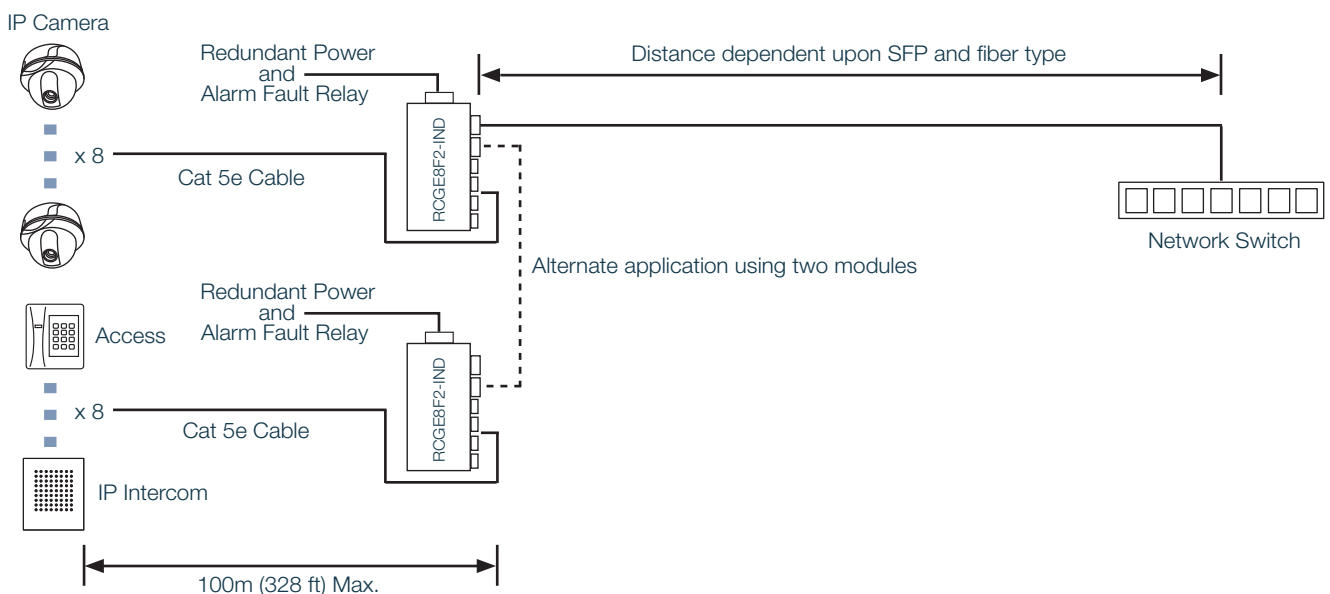 IP Camera
Redundant Power
and
Alarm Fault Relay
Distance dependent upon SFP and fiber type
x 8
Cat 5e Cable
RCGE8F2-IND
Network Switch
Alternate application using two modules
Redundant Power
and
Alarm Fault Relay
Access
x 8
Cat 5e Cable
RCGE8F2-IND
IP Intercom
100m (328 ft) Max.